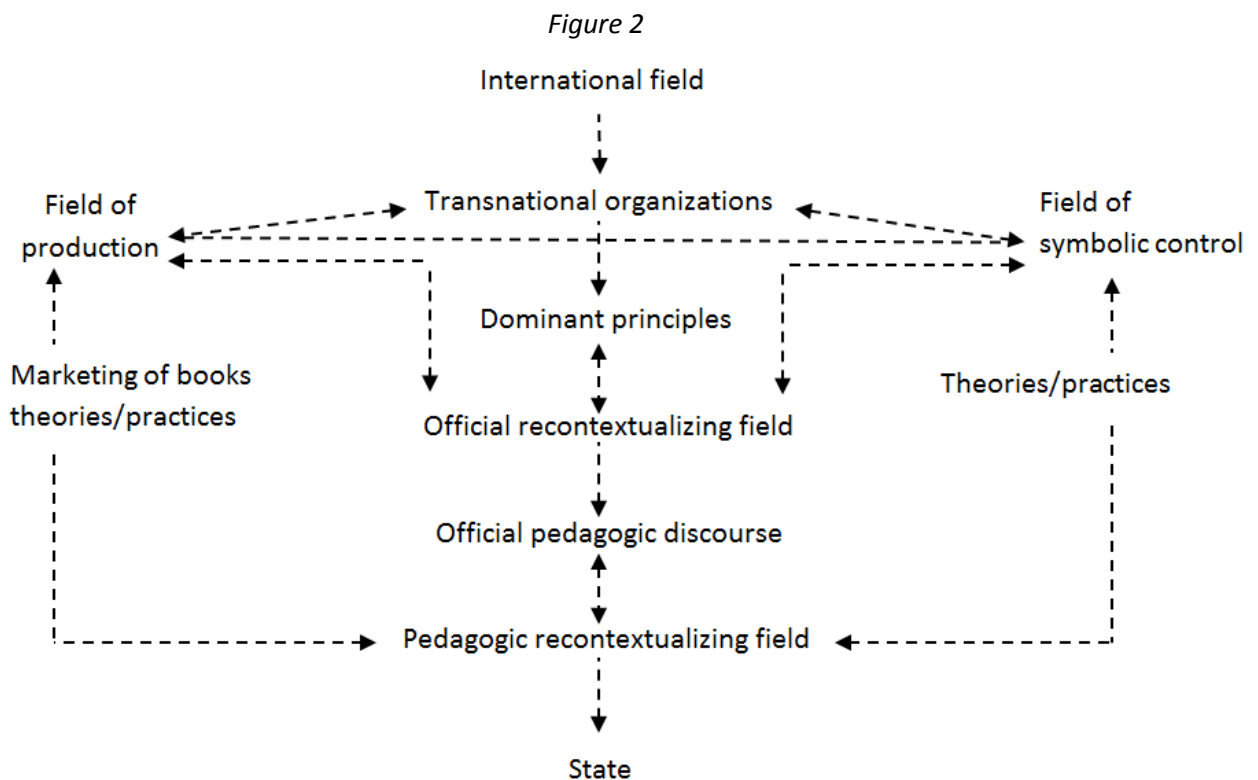 Figure 2
International field
Transnational organizations
Field of
production
Field of
symbolic control
Dominant principles
Marketing of books
theories/practices
Theories/practices
Official recontextualizing field
Official pedagogic discourse
Pedagogic recontextualizing field
State